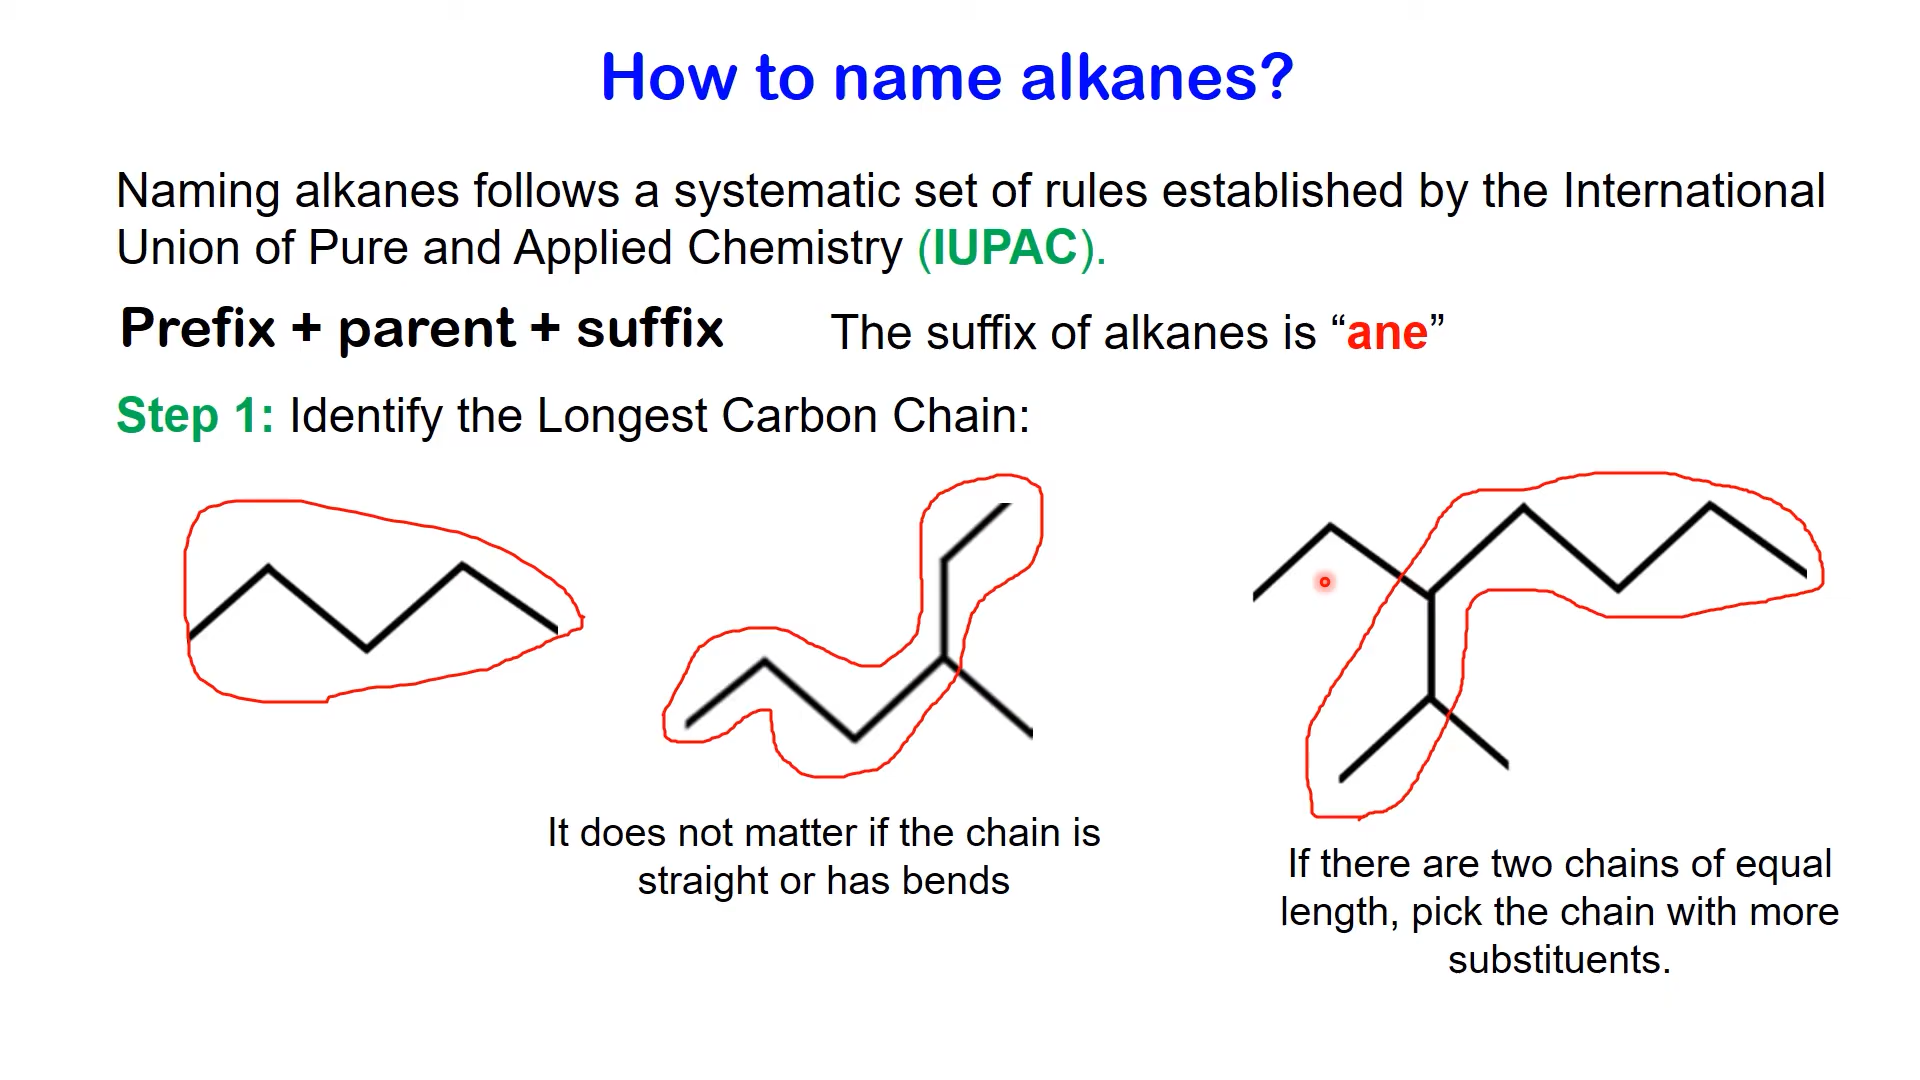 How to name alkanes?
Naming alkanes follows a systematic set of rules established by the International
Union of Pure and Applied Chemistry (IUPAC).
Prefix + parent + suffix
The suffix of alkanes is “ane”
Step 1: Identify the Longest Carbon Chain:
It does not matter if the chain is
straight or has bends
If there are two chains of equal
length, pick the chain with more
substituents.